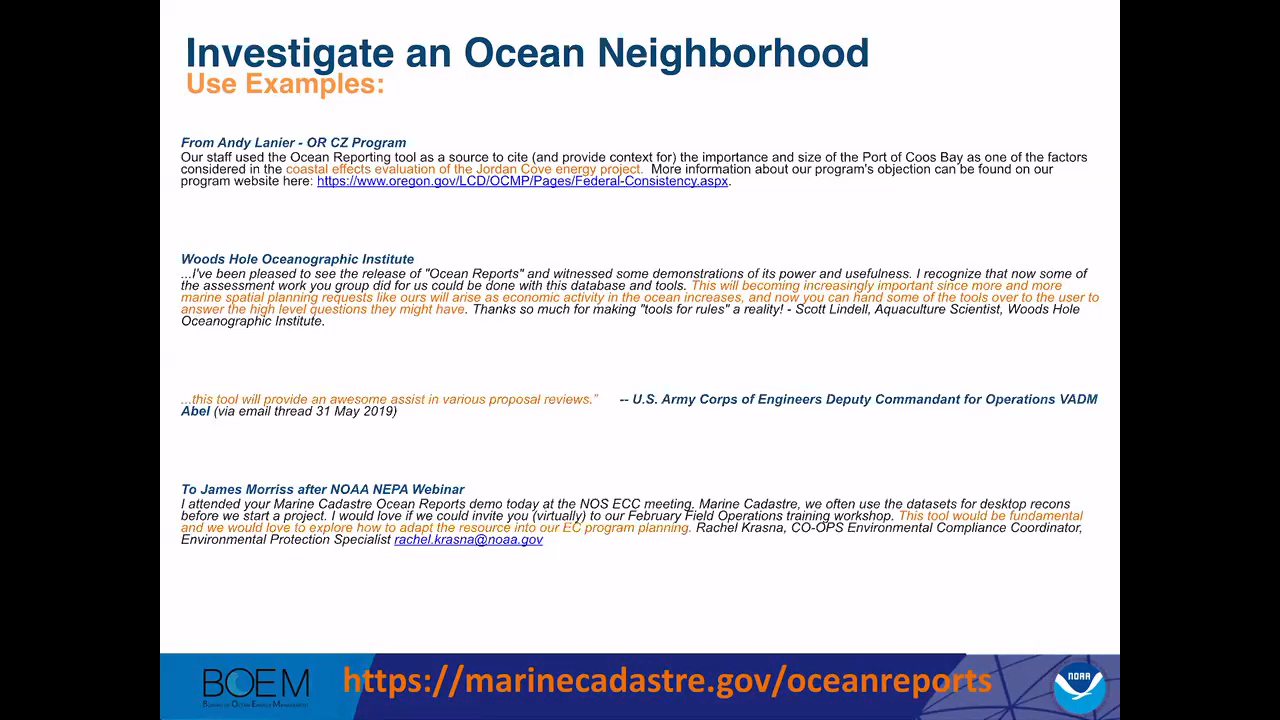 Investigate an Ocean Neighborhood
Use Examples:
From Andy Lanier - OR CZ Program
Our staff used the Ocean Reporting tool as a source to cite (and provide context for) the importance and size of the Port of Coos Bay as one of the factors
considered in the coastal effects evaluation of the Jordan Cove energy project. More information about our program's objection can be found on our
program website here: https://www.oregon.gov/LCD/OCMP/Pages/Federal-Consistency.aspx.
Woods Hole Oceanographic Institute
...I've been pleased to see the release of "Ocean Reports" and witnessed some demonstrations of its power and usefulness. I recognize that now some of
the assessment work you group did for us could be done with this database and tools. This will becoming increasingly important since more and more
marine spatial planning requests like ours will arise as economic activity in the ocean increases, and now you can hand some of the tools over to the user to
answer the high level questions they might have. Thanks so much for making "tools for rules" a reality! - Scott Lindell, Aquaculture Scientist, Woods Hole
Oceanographic Institute.
...this tool will provide an awesome assist in various proposal reviews.” -- U.S. Army Corps of Engineers Deputy Commandant for Operations VADM
Abel (via email thread 31 May 2019)
To James Morriss after NOAA NEPA Webinar
I attended your Marine Cadastre Ocean Reports demo today at the NOS ECC meeting. Marine Cadastre, we often use the datasets for desktop recons
before we start a project. I would love if we could invite you (virtually) to our February Field Operations training workshop. This tool would be fundamental
and we would love to explore how to adapt the resource into our EC program planning. Rachel Krasna, CO-OPS Environmental Compliance Coordinator,
Environmental Protection Specialist rachel.krasna@noaa.gov
BOEM
Bureau of Ocean Energy Management
https://marinecadastre.gov/oceanreports
NOAA